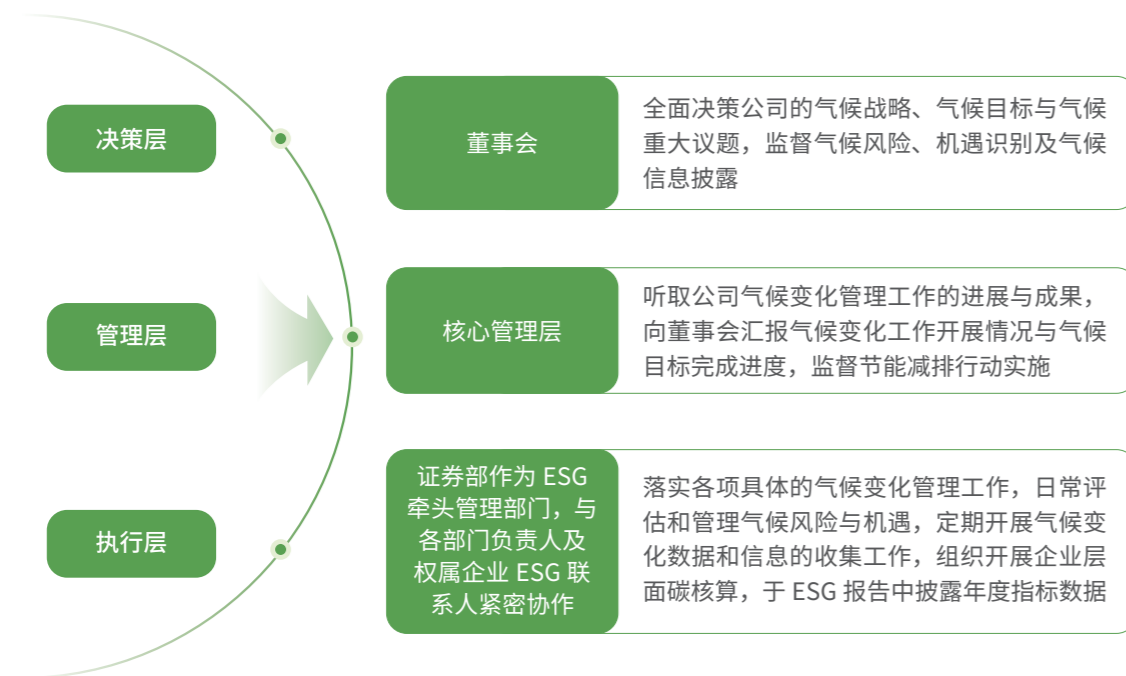 决策层
董事会
全面决策公司的气候战略、气候目标与气候
重大议题，监督气候风险、机遇识别及气候
信息披露
管理层
核心管理层
听取公司气候变化管理工作的进展与成果，
向董事会汇报气候变化工作开展情况与气候
目标完成进度，监督节能减排行动实施
执行层
证券部作为 ESG
牵头管理部门，与
各部门负责人及
权属企业 ESG 联
系人紧密协作
落实各项具体的气候变化管理工作，日常评
估和管理气候风险与机遇，定期开展气候变
化数据和信息的收集工作，组织开展企业层
面碳核算，于 ESG 报告中披露年度指标数据